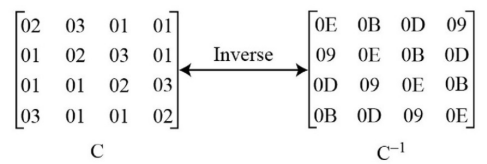 02 03 01 01 0E 0B 0D 09
01 02 03 01 Inverse 09 0E 0B 0D
01 01 02 03 0D 09 0E 0B
03 01 01 02 0B 0D 09 0E
C C⁻¹